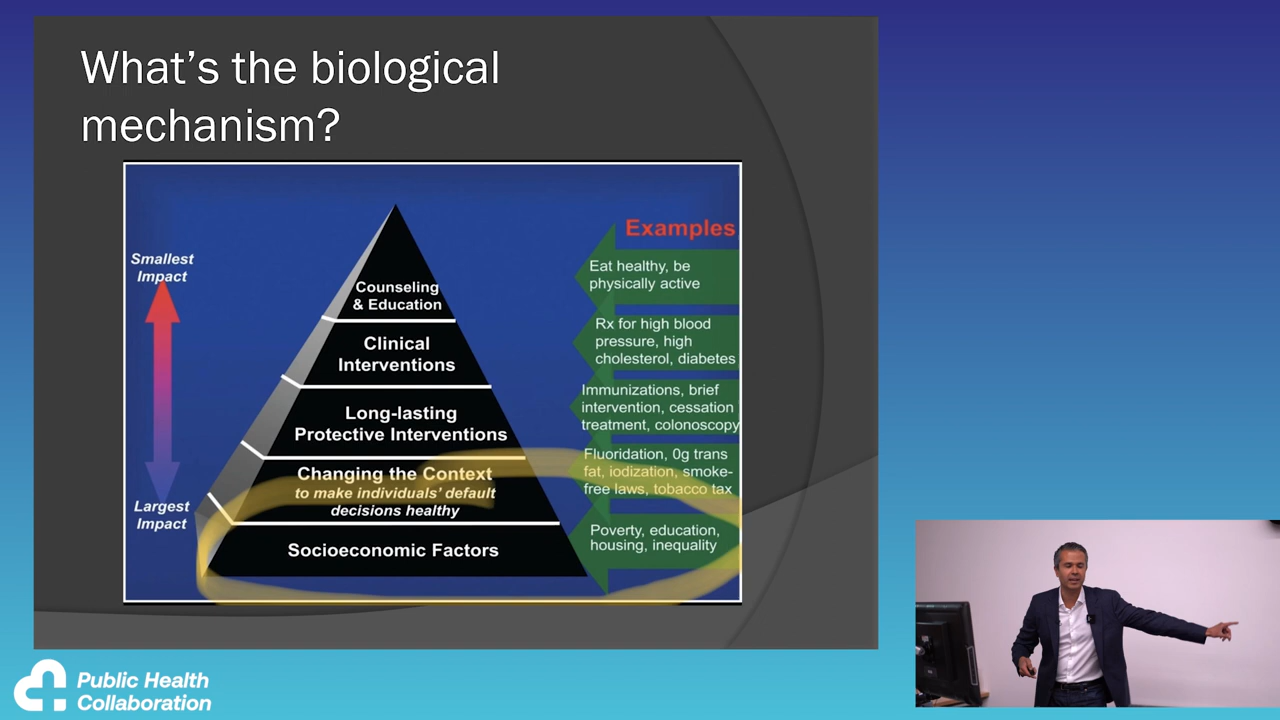 What's the biological
mechanism?
Examples
Smallest
Impact
Largest
Impact
Counseling
& Education
Clinical
Interventions
Long-lasting
Protective Interventions
Changing the Context
to make individuals' default
decisions healthy
Socioeconomic Factors
Eat healthy, be
physically active
Rx for high blood
pressure, high
cholesterol, diabetes
Immunizations, brief
intervention, cessation
treatment, colonoscopy
Fluoridation, 0g trans
fat, iodization, smoke-
free laws, tobacco tax
Poverty, education,
housing, inequality
Public Health
Collaboration